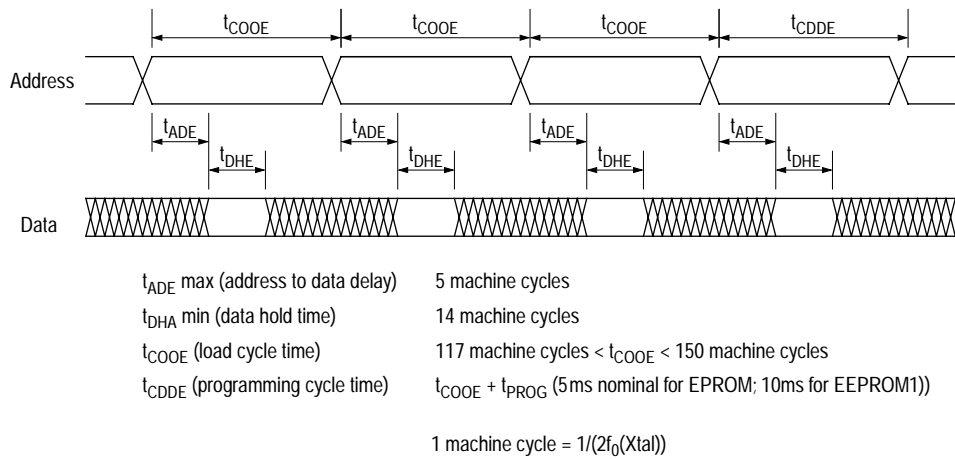 tCOOE tCOOE tCOOE tCDDE
Address
tADE tADE tADE tADE
tDHE tDHE tDHE tDHE
Data
tADE max (address to data delay) 5 machine cycles
tDHA min (data hold time) 14 machine cycles
tCOOE (load cycle time) 117 machine cycles < tCOOE < 150 machine cycles
tCDDE (programming cycle time) tCOOE + tPROG (5ms nominal for EPROM; 10ms for EEPROM1))
1 machine cycle = 1/(2f0(Xtal))